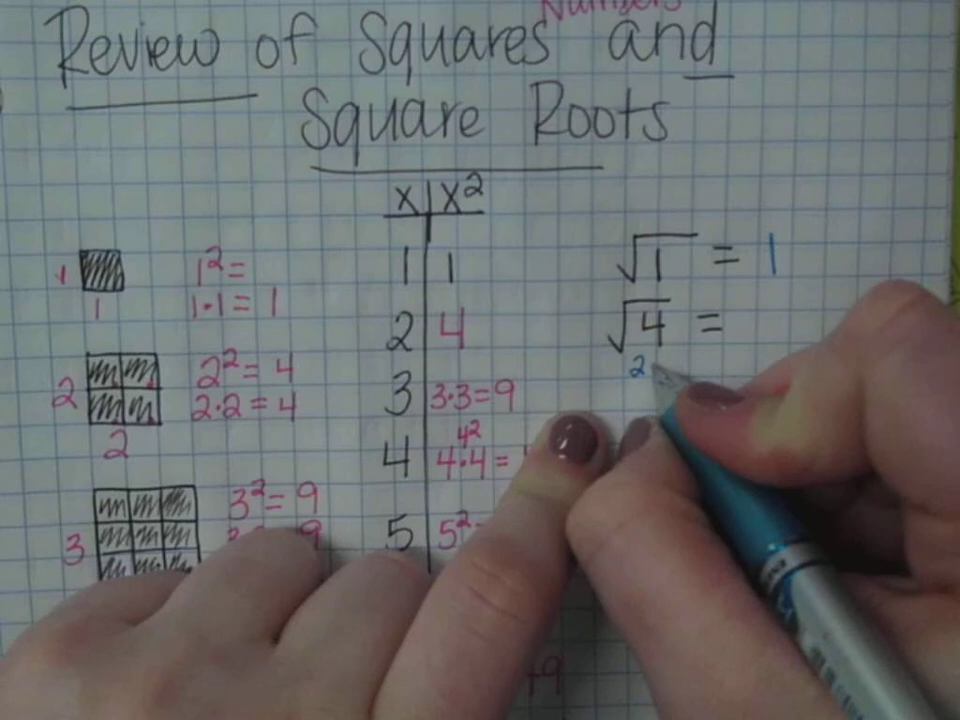 Numbers
Review of Squares and
Square Roots
x x²
1 1² = 1 1 √1 = 1
1 1·1 = 1
2 4 √4 =
2 2² = 4 2
2·2 = 4 3 3·3=9
2 4²
4 4·4=
3² = 9
3 9 5 5²
+9